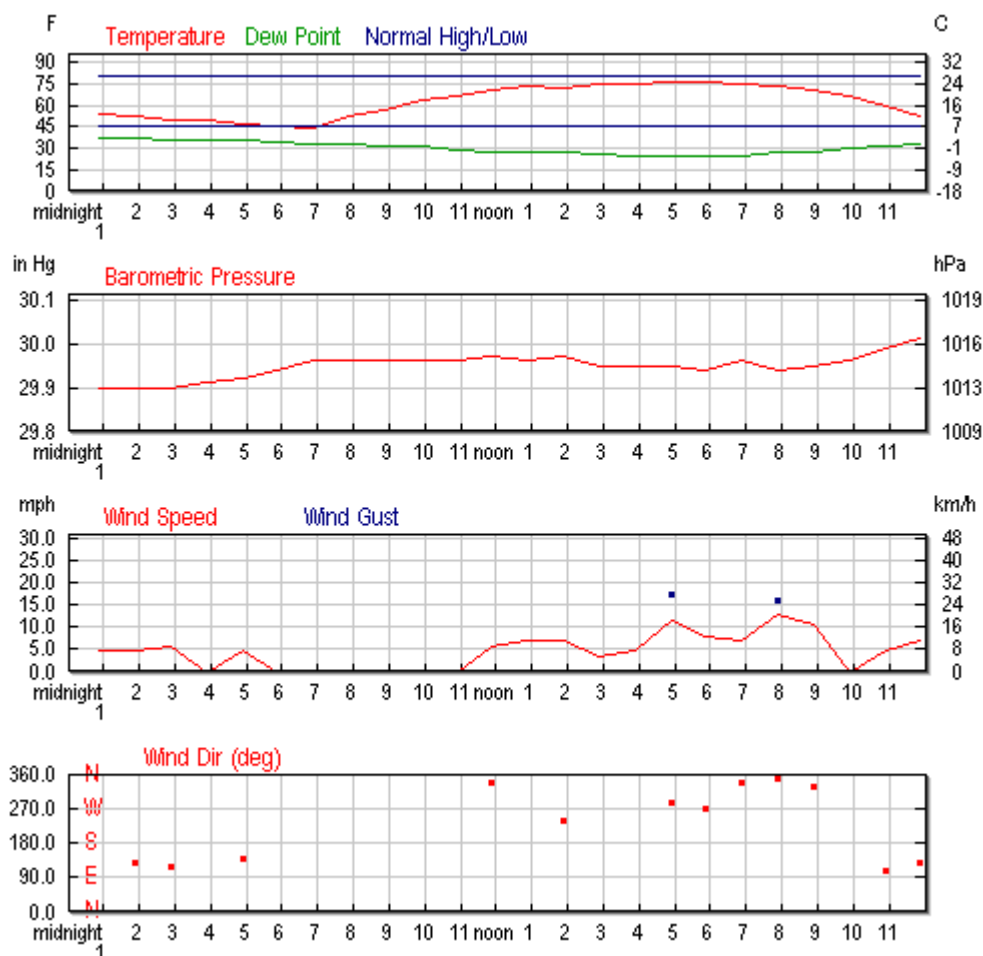 F C
Temperature Dew Point Normal High/Low
90 32
75 24
60 16
45 7
30 -1
15 -9
0 -18
midnight 2 3 4 5 6 7 8 9 10 11 noon 1 2 3 4 5 6 7 8 9 10 11
1
in Hg hPa
Barometric Pressure
30.1 1019
30.0 1016
29.9 1013
29.8 1009
midnight 2 3 4 5 6 7 8 9 10 11 noon 1 2 3 4 5 6 7 8 9 10 11
1
mph km/h
Wind Speed Wind Gust
30.0 48
25.0 40
20.0 32
15.0 24
10.0 16
5.0 8
0.0 0
midnight 2 3 4 5 6 7 8 9 10 11 noon 1 2 3 4 5 6 7 8 9 10 11
1
Wind Dir (deg)
360.0 N
270.0 W
180.0 S
90.0 E
0.0 N
midnight 2 3 4 5 6 7 8 9 10 11 noon 1 2 3 4 5 6 7 8 9 10 11
1